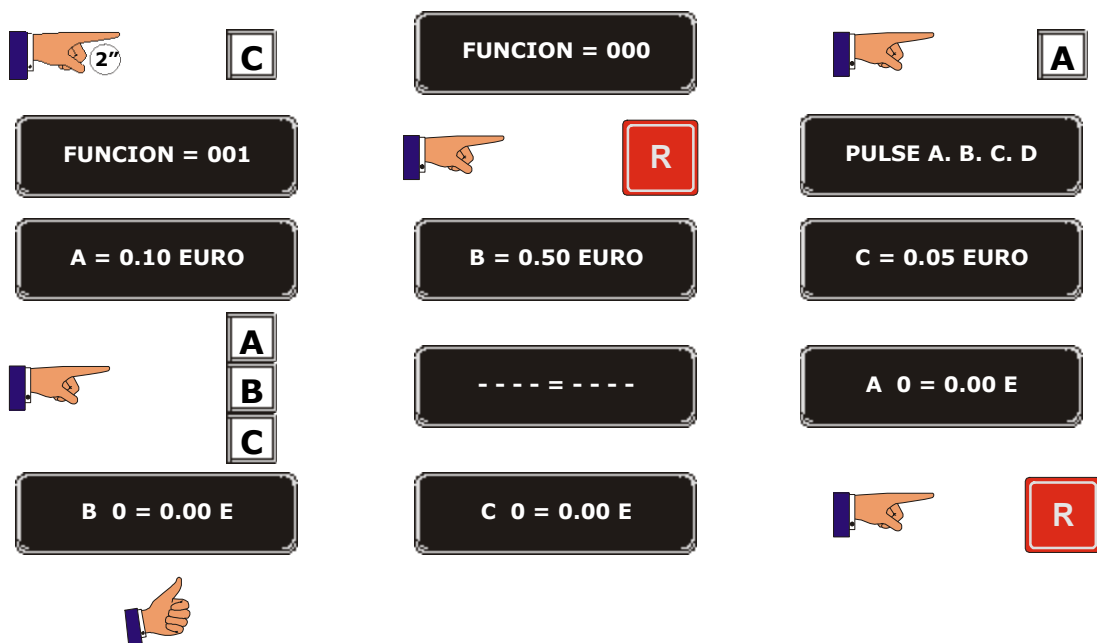 2”
C
FUNCION = 000
A
FUNCION = 001
R
PULSE A. B. C. D
A = 0.10 EURO
B = 0.50 EURO
C = 0.05 EURO
A
B
C
- - - - = - - - -
A 0 = 0.00 E
B 0 = 0.00 E
C 0 = 0.00 E
R